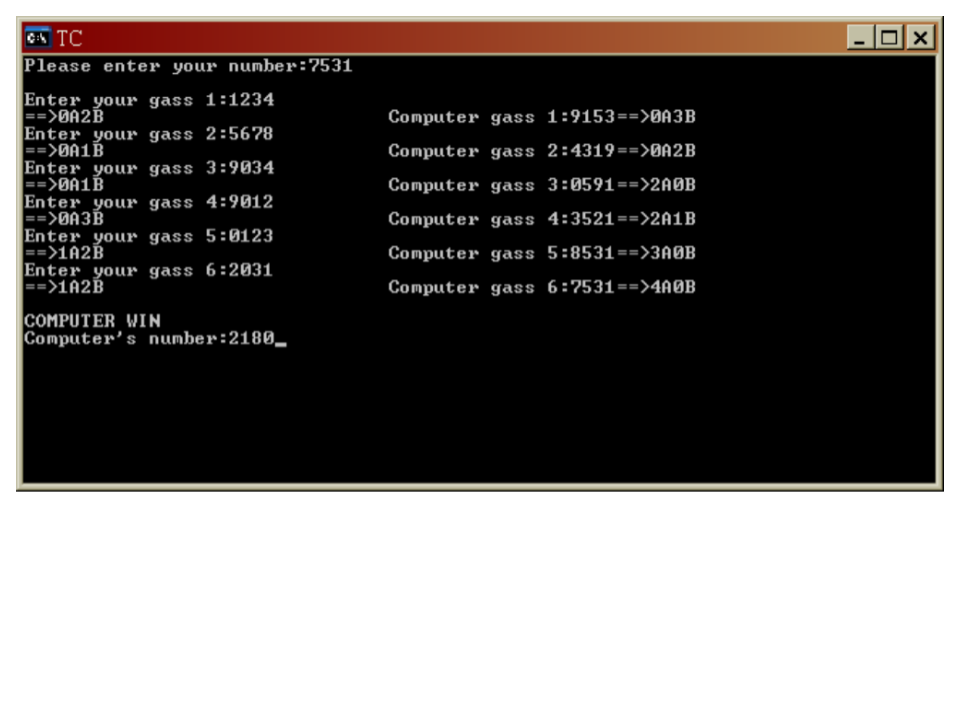 TC
Please enter your number:7531
Enter your gass 1:1234
==>0A2B Computer gass 1:9153==>0A3B
Enter your gass 2:5678
==>0A1B Computer gass 2:4319==>0A2B
Enter your gass 3:9034
==>0A1B Computer gass 3:0591==>2A0B
Enter your gass 4:9012
==>0A3B Computer gass 4:3521==>2A1B
Enter your gass 5:0123
==>1A2B Computer gass 5:8531==>3A0B
Enter your gass 6:2031
==>1A2B Computer gass 6:7531==>4A0B
COMPUTER WIN
Computer's number:2180_